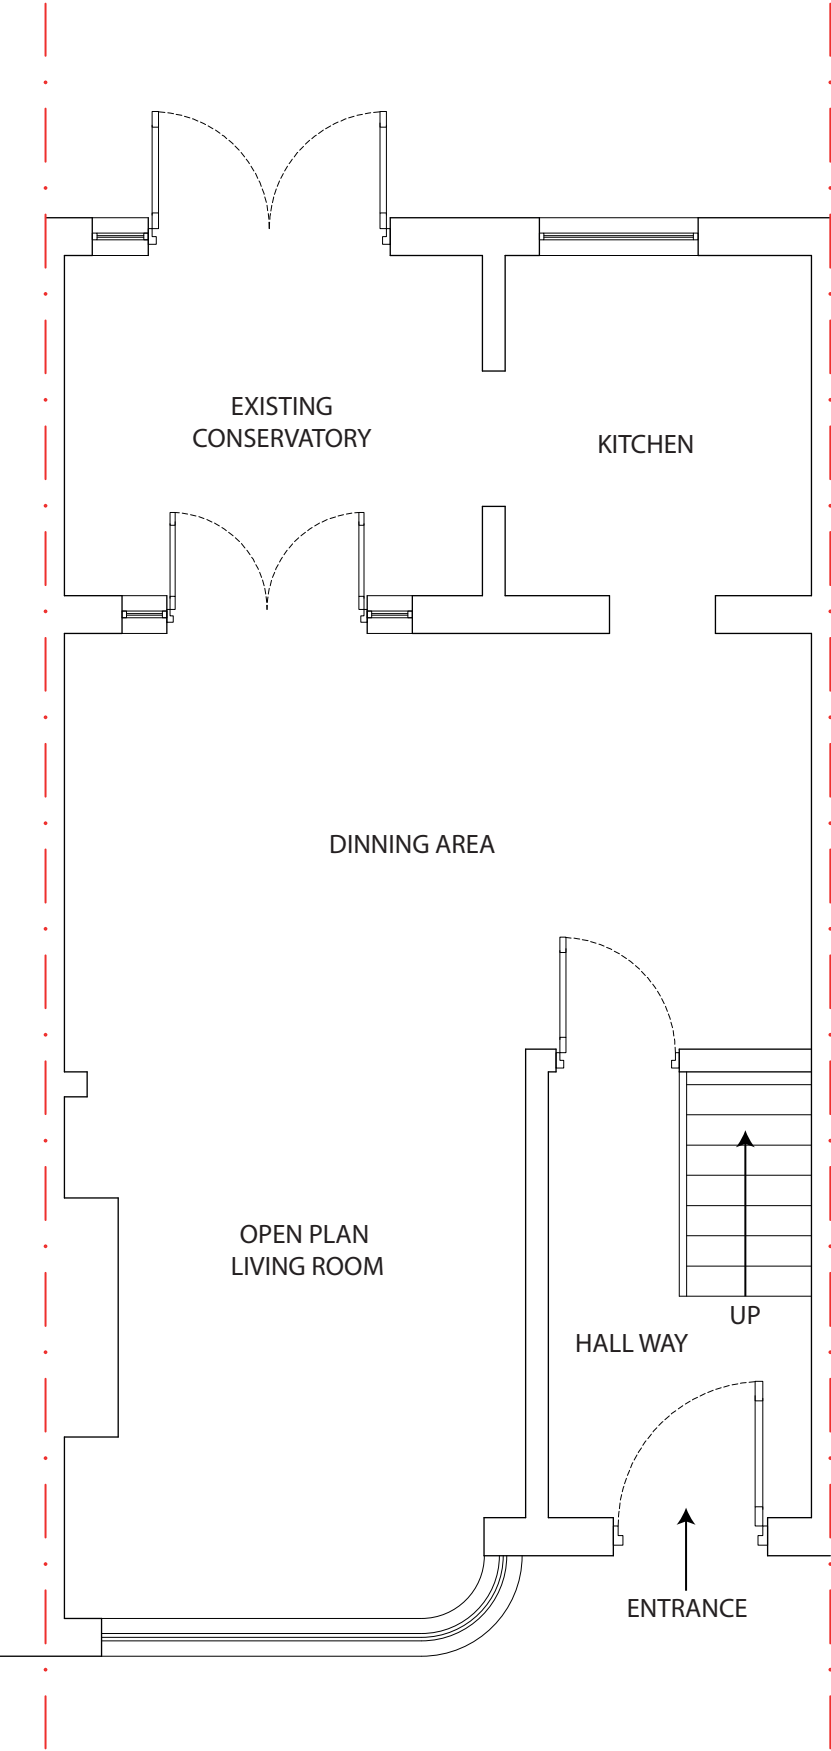 EXISTING
CONSERVATORY
KITCHEN
DINNING AREA
OPEN PLAN
LIVING ROOM
UP
HALL WAY
ENTRANCE